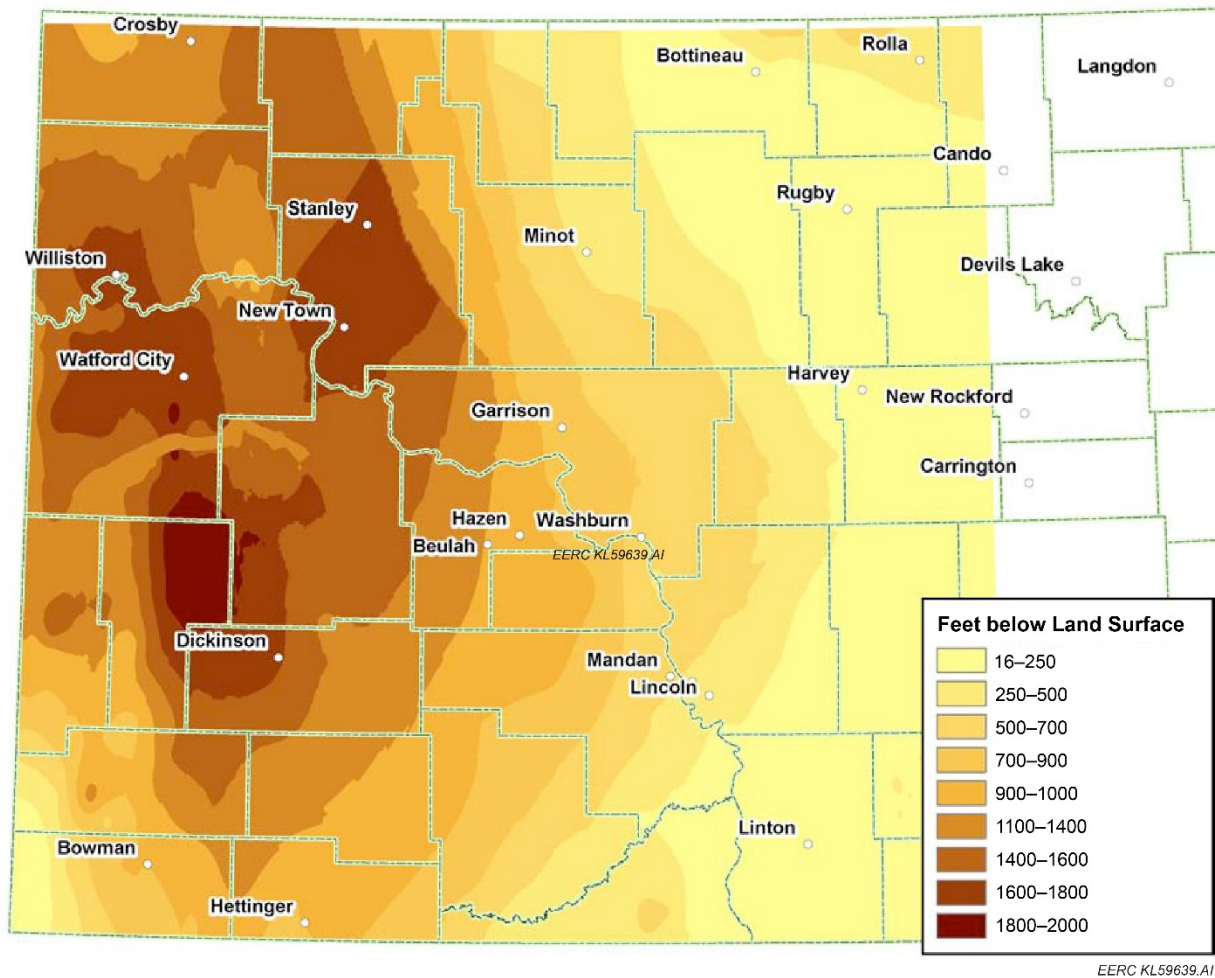 Crosby
Bottineau
Rolla
Langdon
Cando
Rugby
Stanley
Minot
Williston
Devils Lake
New Town
Watford City
Harvey
New Rockford
Garrison
Carrington
Hazen
Washburn
Beulah
EERC KL59639.AI
Dickinson
Mandan
Lincoln
Linton
Bowman
Hettinger
Feet below Land Surface
16–250
250–500
500–700
700–900
900–1000
1100–1400
1400–1600
1600–1800
1800–2000
EERC KL59639.AI